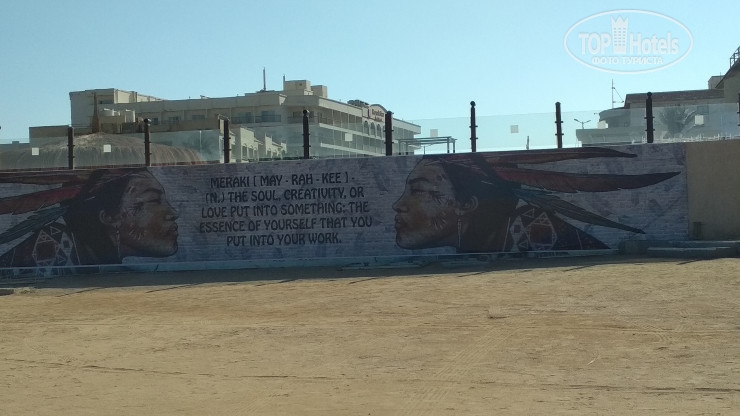 TOP Hotels
ФОТО ТУРИСТА
MERAKI [MAY - RAH - KEE] -
(N.) THE SOUL, CREATIVITY, OR
LOVE PUT INTO SOMETHING; THE
ESSENCE OF YOURSELF THAT YOU
PUT INTO YOUR WORK.